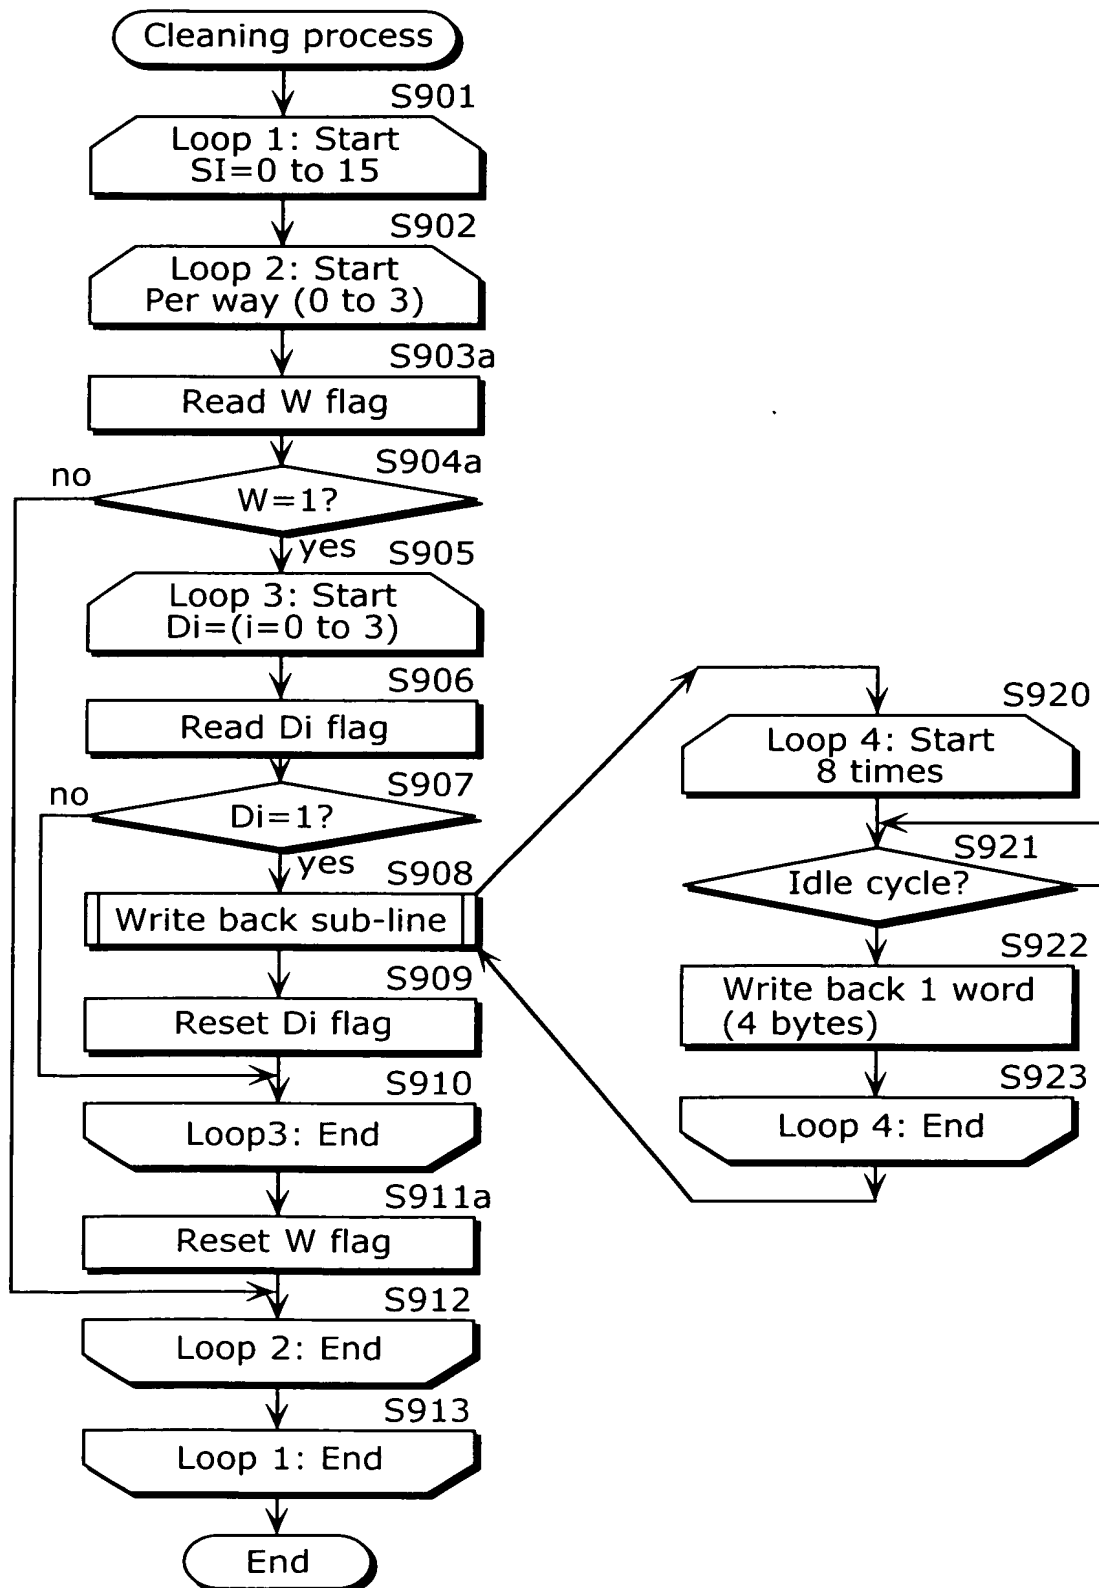 Cleaning process
S901
Loop 1: Start
SI=0 to 15
S902
Loop 2: Start
Per way (0 to 3)
S903a
Read W flag
S904a
no
W=1?
yes
S905
Loop 3: Start
Di=(i=0 to 3)
S906
Read Di flag
S907
no
Di=1?
yes
S908
Write back sub-line
S909
Reset Di flag
S910
Loop3: End
S911a
Reset W flag
S912
Loop 2: End
S913
Loop 1: End
End
S920
Loop 4: Start
8 times
S921
Idle cycle?
S922
Write back 1 word
(4 bytes)
S923
Loop 4: End